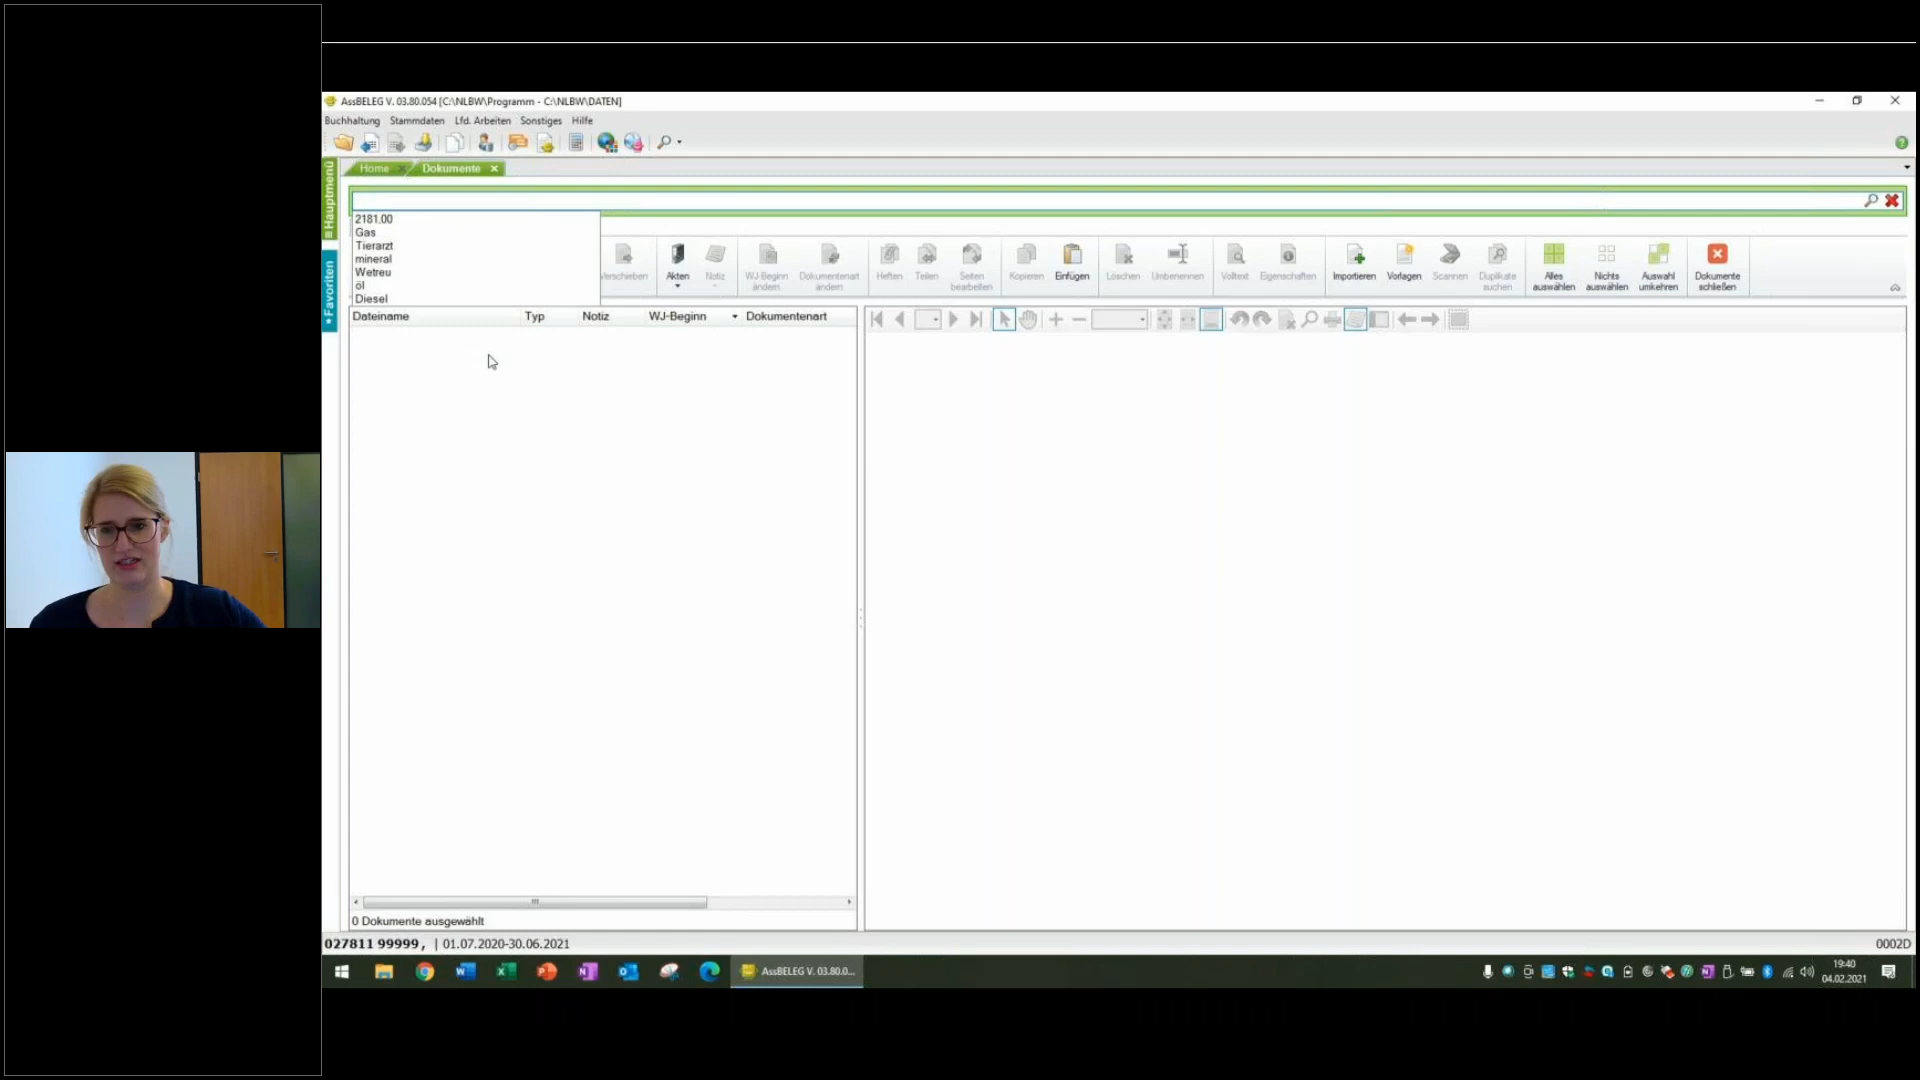 AssBELEG V. 03.80.054 [C:\NLBW\Programm - C:\NLBW\DATEN]
Buchhaltung Stammdaten Lfd. Arbeiten Sonstiges Hilfe
Hauptmenü
Favoriten
Home Dokumente
2181,00
Gas
Tierarzt
mineral
Wetreu
öl
Diesel
Verschieben Akten Notiz WJ-Beginn ändern Dokumentenart ändern Heften Teilen Seiten bearbeiten Kopieren Einfügen Löschen Umbenennen Volltext Eigenschaften Importieren Vorlagen Scannen Duplikate suchen Alles auswählen Nichts auswählen Auswahl umkehren Dokumente schließen
Dateiname Typ Notiz WJ-Beginn Dokumentenart
0 Dokumente ausgewählt
027811 99999, | 01.07.2020-30.06.2021
0002D
AssBELEG V. 03.80.0...
19:40
04.02.2021